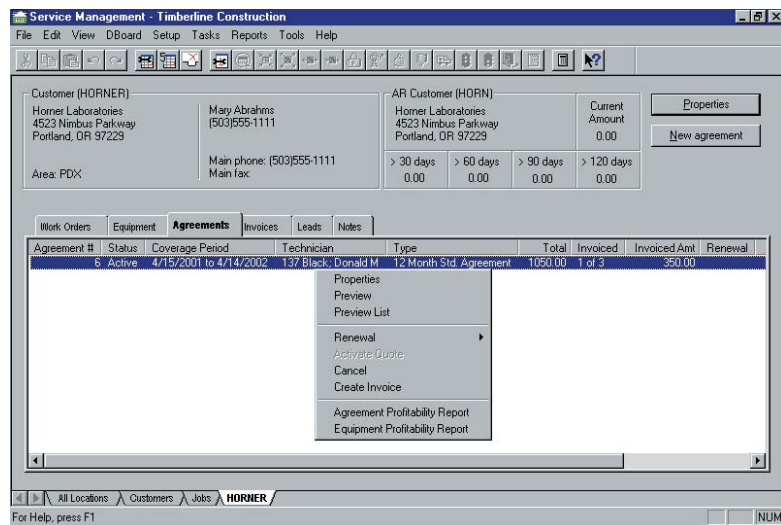 Service Management - Timberline Construction
File Edit View DBoard Setup Tasks Reports Tools Help
Customer (HORNER)
Horner Laboratories
4523 Nimbus Parkway
Portland, OR 97229
Area: PDX
Mary Abrahms
(503)555-1111
Main phone: (503)555-1111
Main fax:
AR Customer (HORN)
Horner Laboratories
4523 Nimbus Parkway
Portland, OR 97229
Current
Amount
0.00
> 30 days > 60 days > 90 days > 120 days
0.00 0.00 0.00 0.00
Properties
New agreement
Work Orders Equipment Agreements Invoices Leads Notes
Agreement # Status Coverage Period Technician Type Total Invoiced Invoiced Amt Renewal
6 Active 4/15/2001 to 4/14/2002 137 Black; Donald M 12 Month Std. Agreement 1050.00 1 of 3 350.00
Properties
Preview
Preview List
Renewal
Activate Quote
Cancel
Create Invoice
Agreement Profitability Report
Equipment Profitability Report
All Locations Customers Jobs HORNER
For Help, press F1
NUM